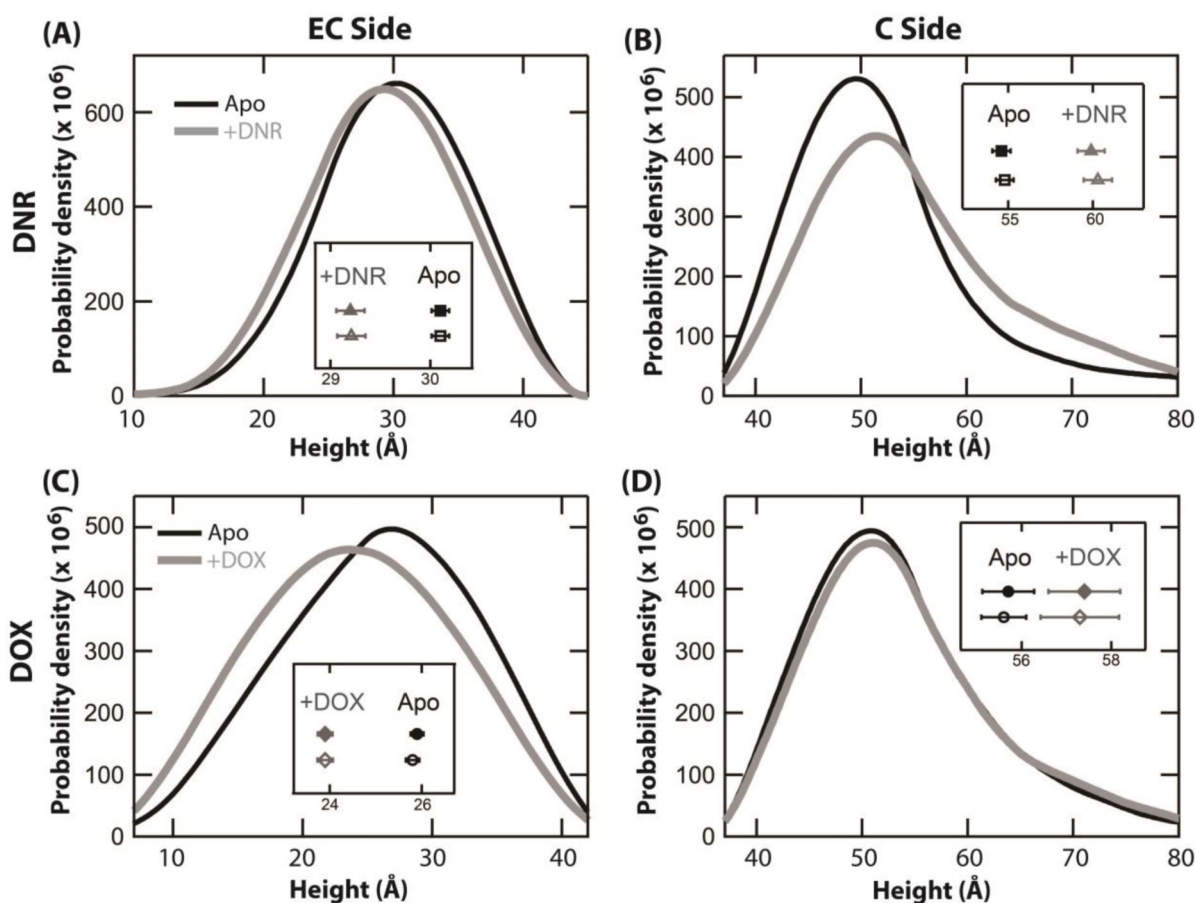 EC Side
C Side
(A)
(B)
DNR
Probability density (x 10⁶)
600
400
200
0
Apo
+DNR
+DNR Apo
29 30
10 20 30 40
Height (Å)
Probability density (x 10⁶)
500
400
300
200
100
0
Apo +DNR
55 60
40 50 60 70 80
Height (Å)
(C)
(D)
DOX
Probability density (x 10⁶)
500
400
300
200
100
0
Apo
+DOX
+DOX Apo
24 26
10 20 30 40
Height (Å)
Probability density (x 10⁶)
500
400
300
200
100
0
Apo +DOX
56 58
40 50 60 70 80
Height (Å)